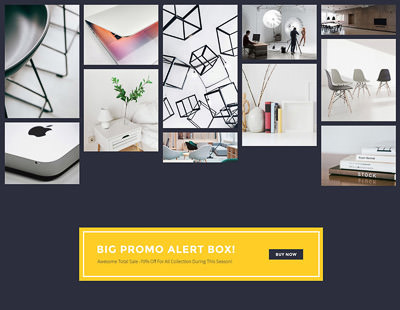 STOCK
BIG PROMO ALERT BOX!
Awesome Total Sale -70% Off For All Collection During This Season!
BUY NOW